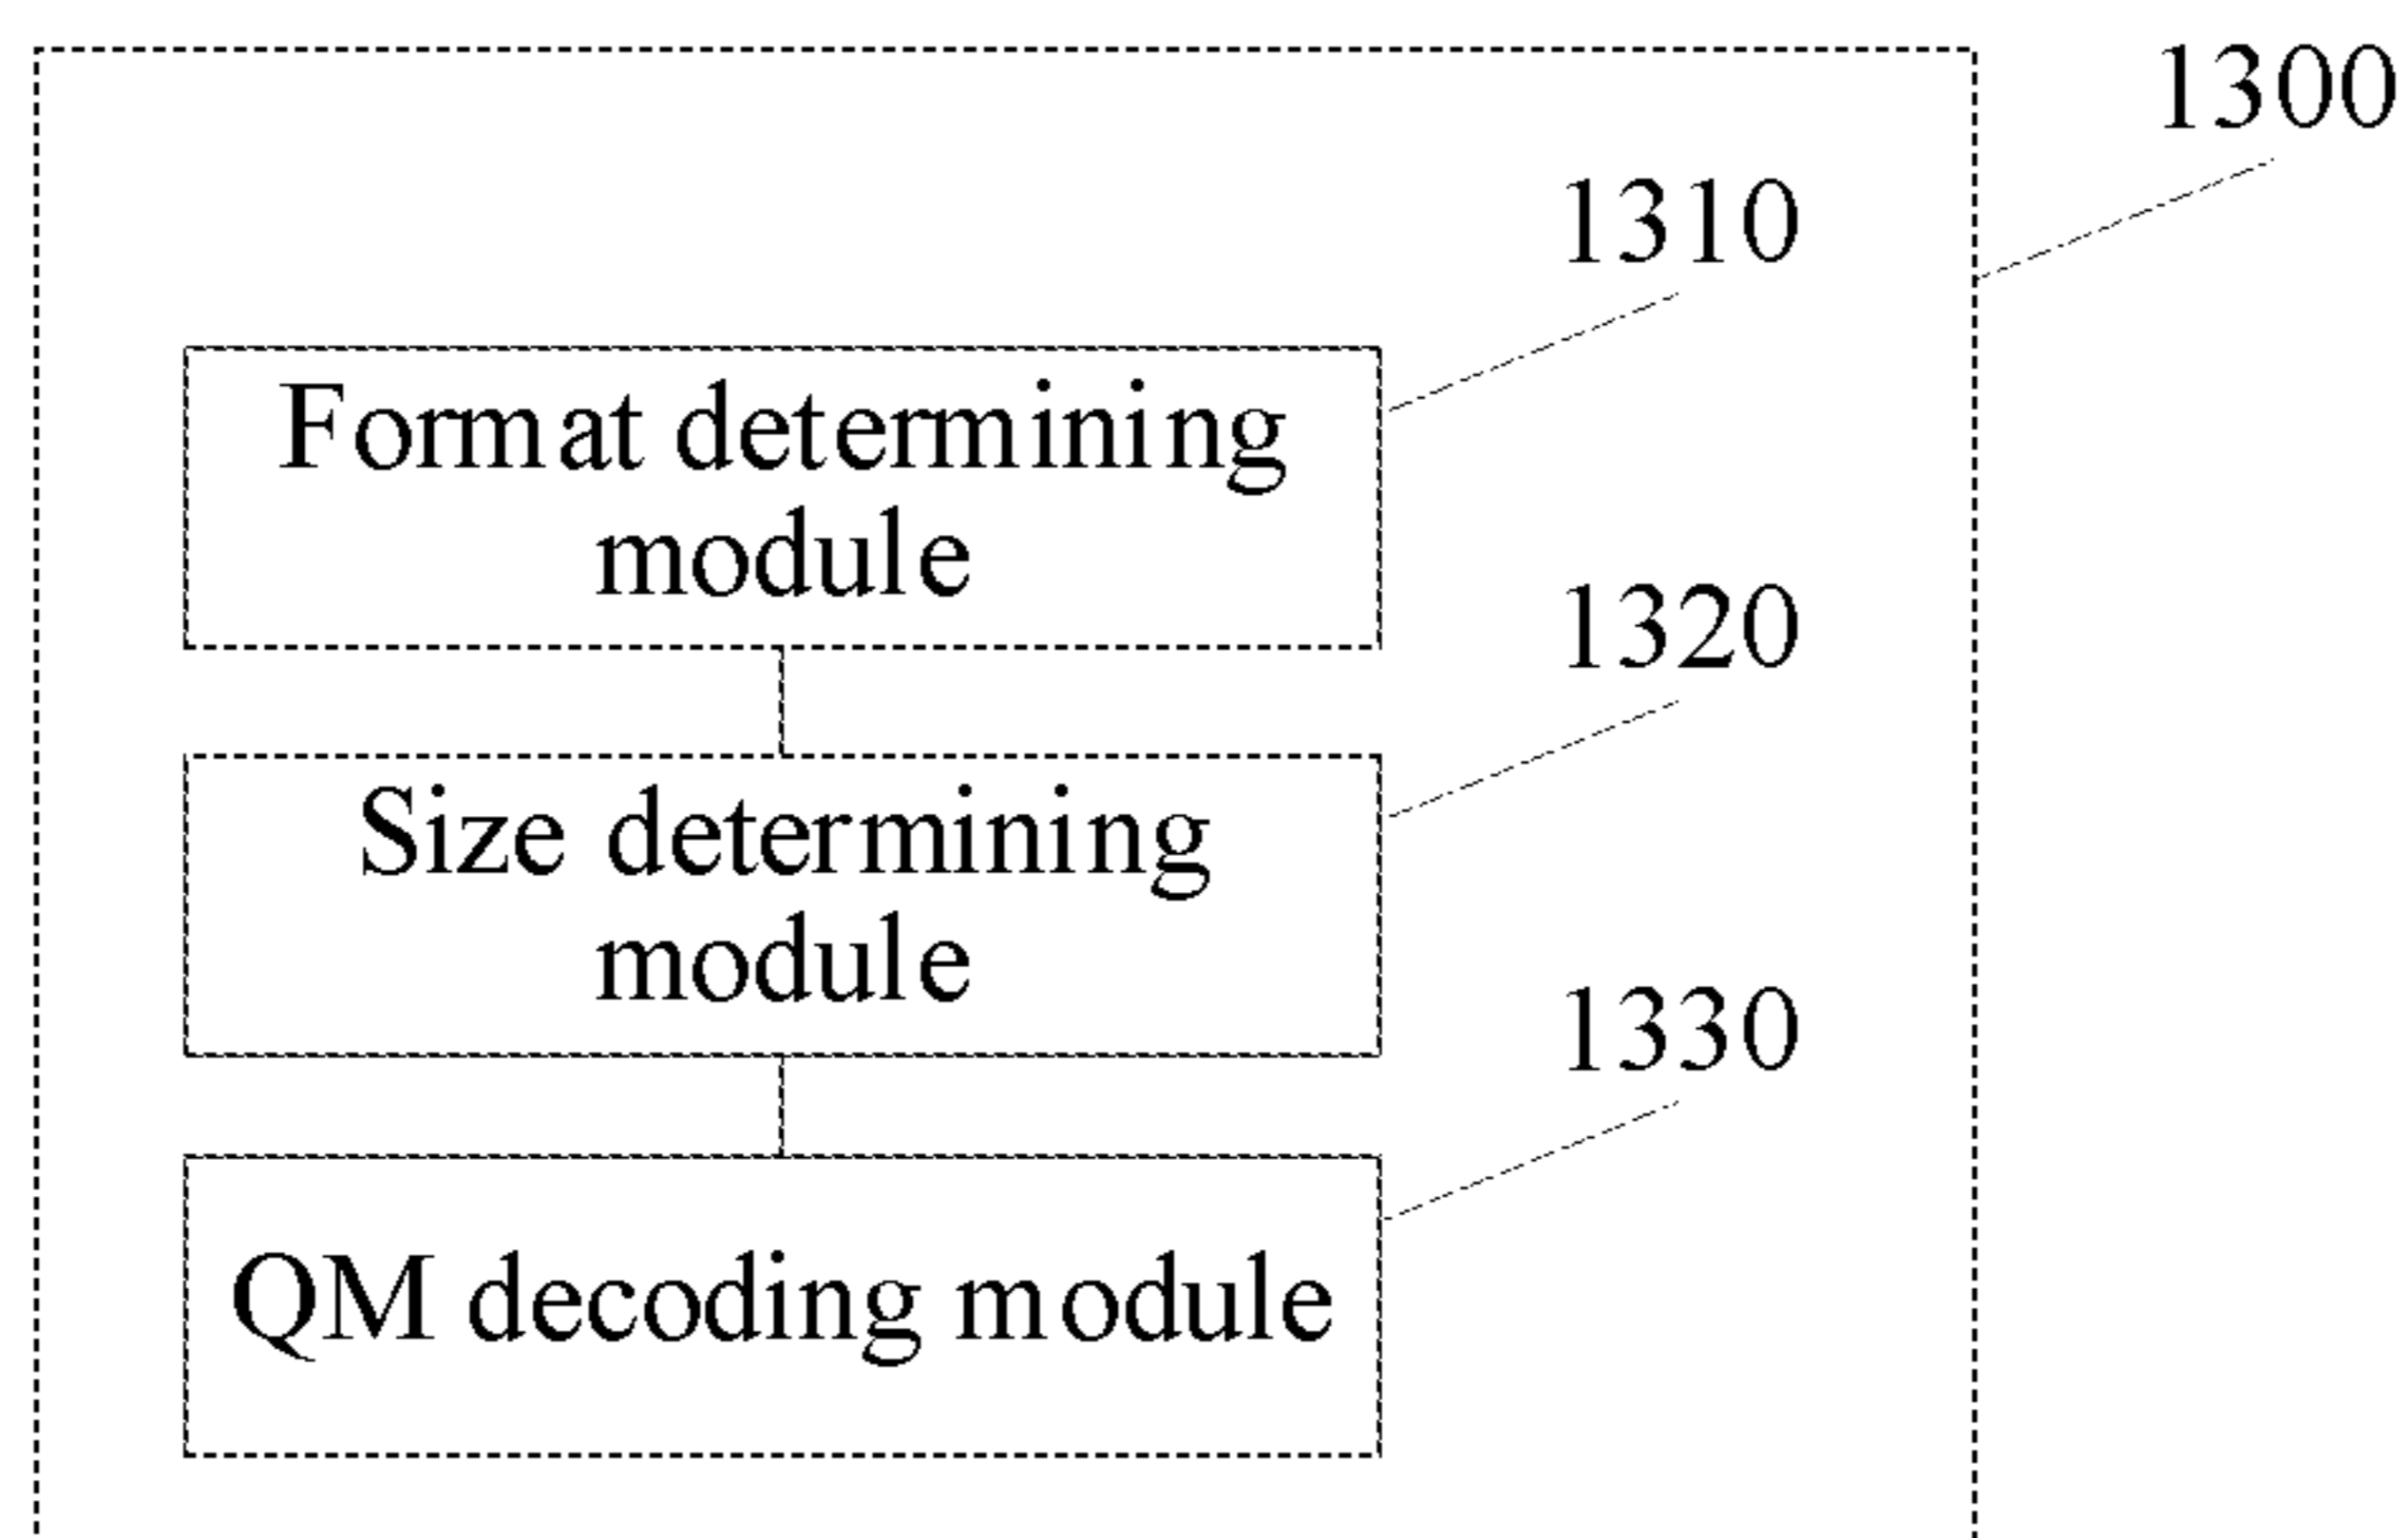 1300
1310
Format determining
module
1320
Size determining
module
1330
QM decoding module